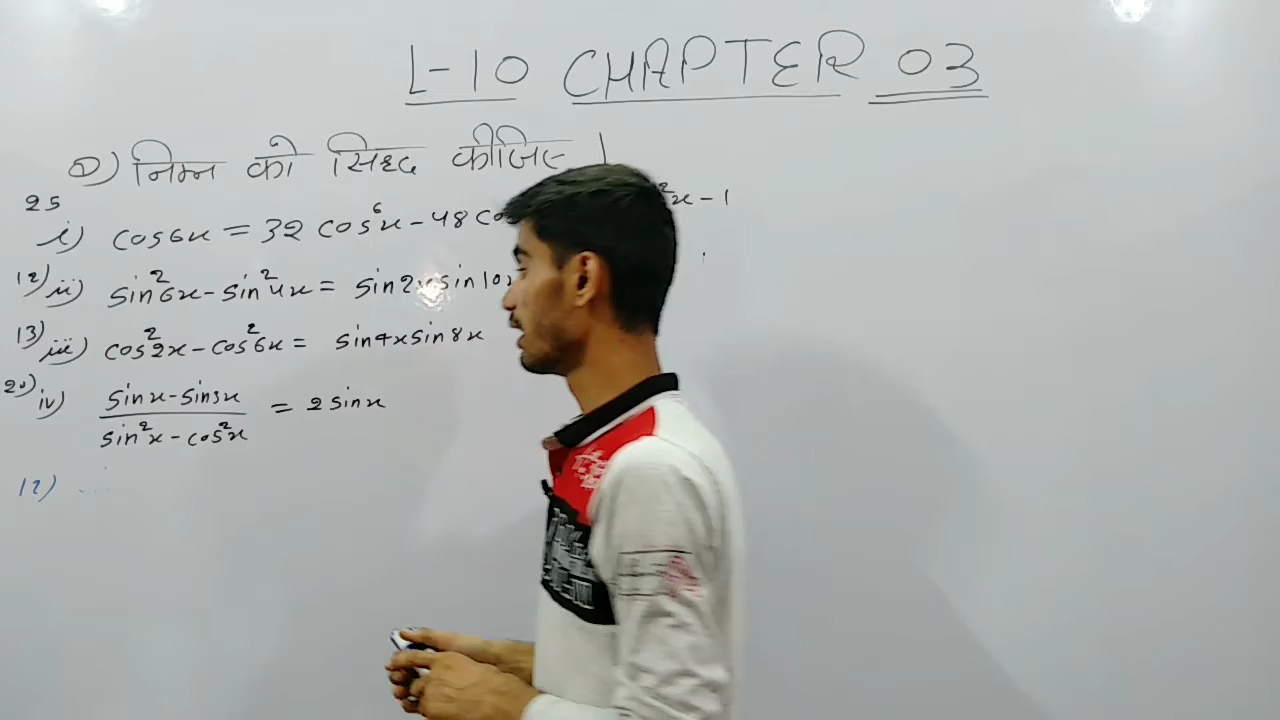 L-10 CHAPTER 03
Q) निम्न को सिद्ध कीजिए।
25
i) cos6x = 32 cos⁶x - 48 co ²x - 1
12) ii) sin²6x - sin²4x = sin2x sin10x
13) iii) cos²2x - cos²6x = sin4x sin8x
20) iv) sinx - sin3x / sin²x - cos²x = 2 sinx
12)